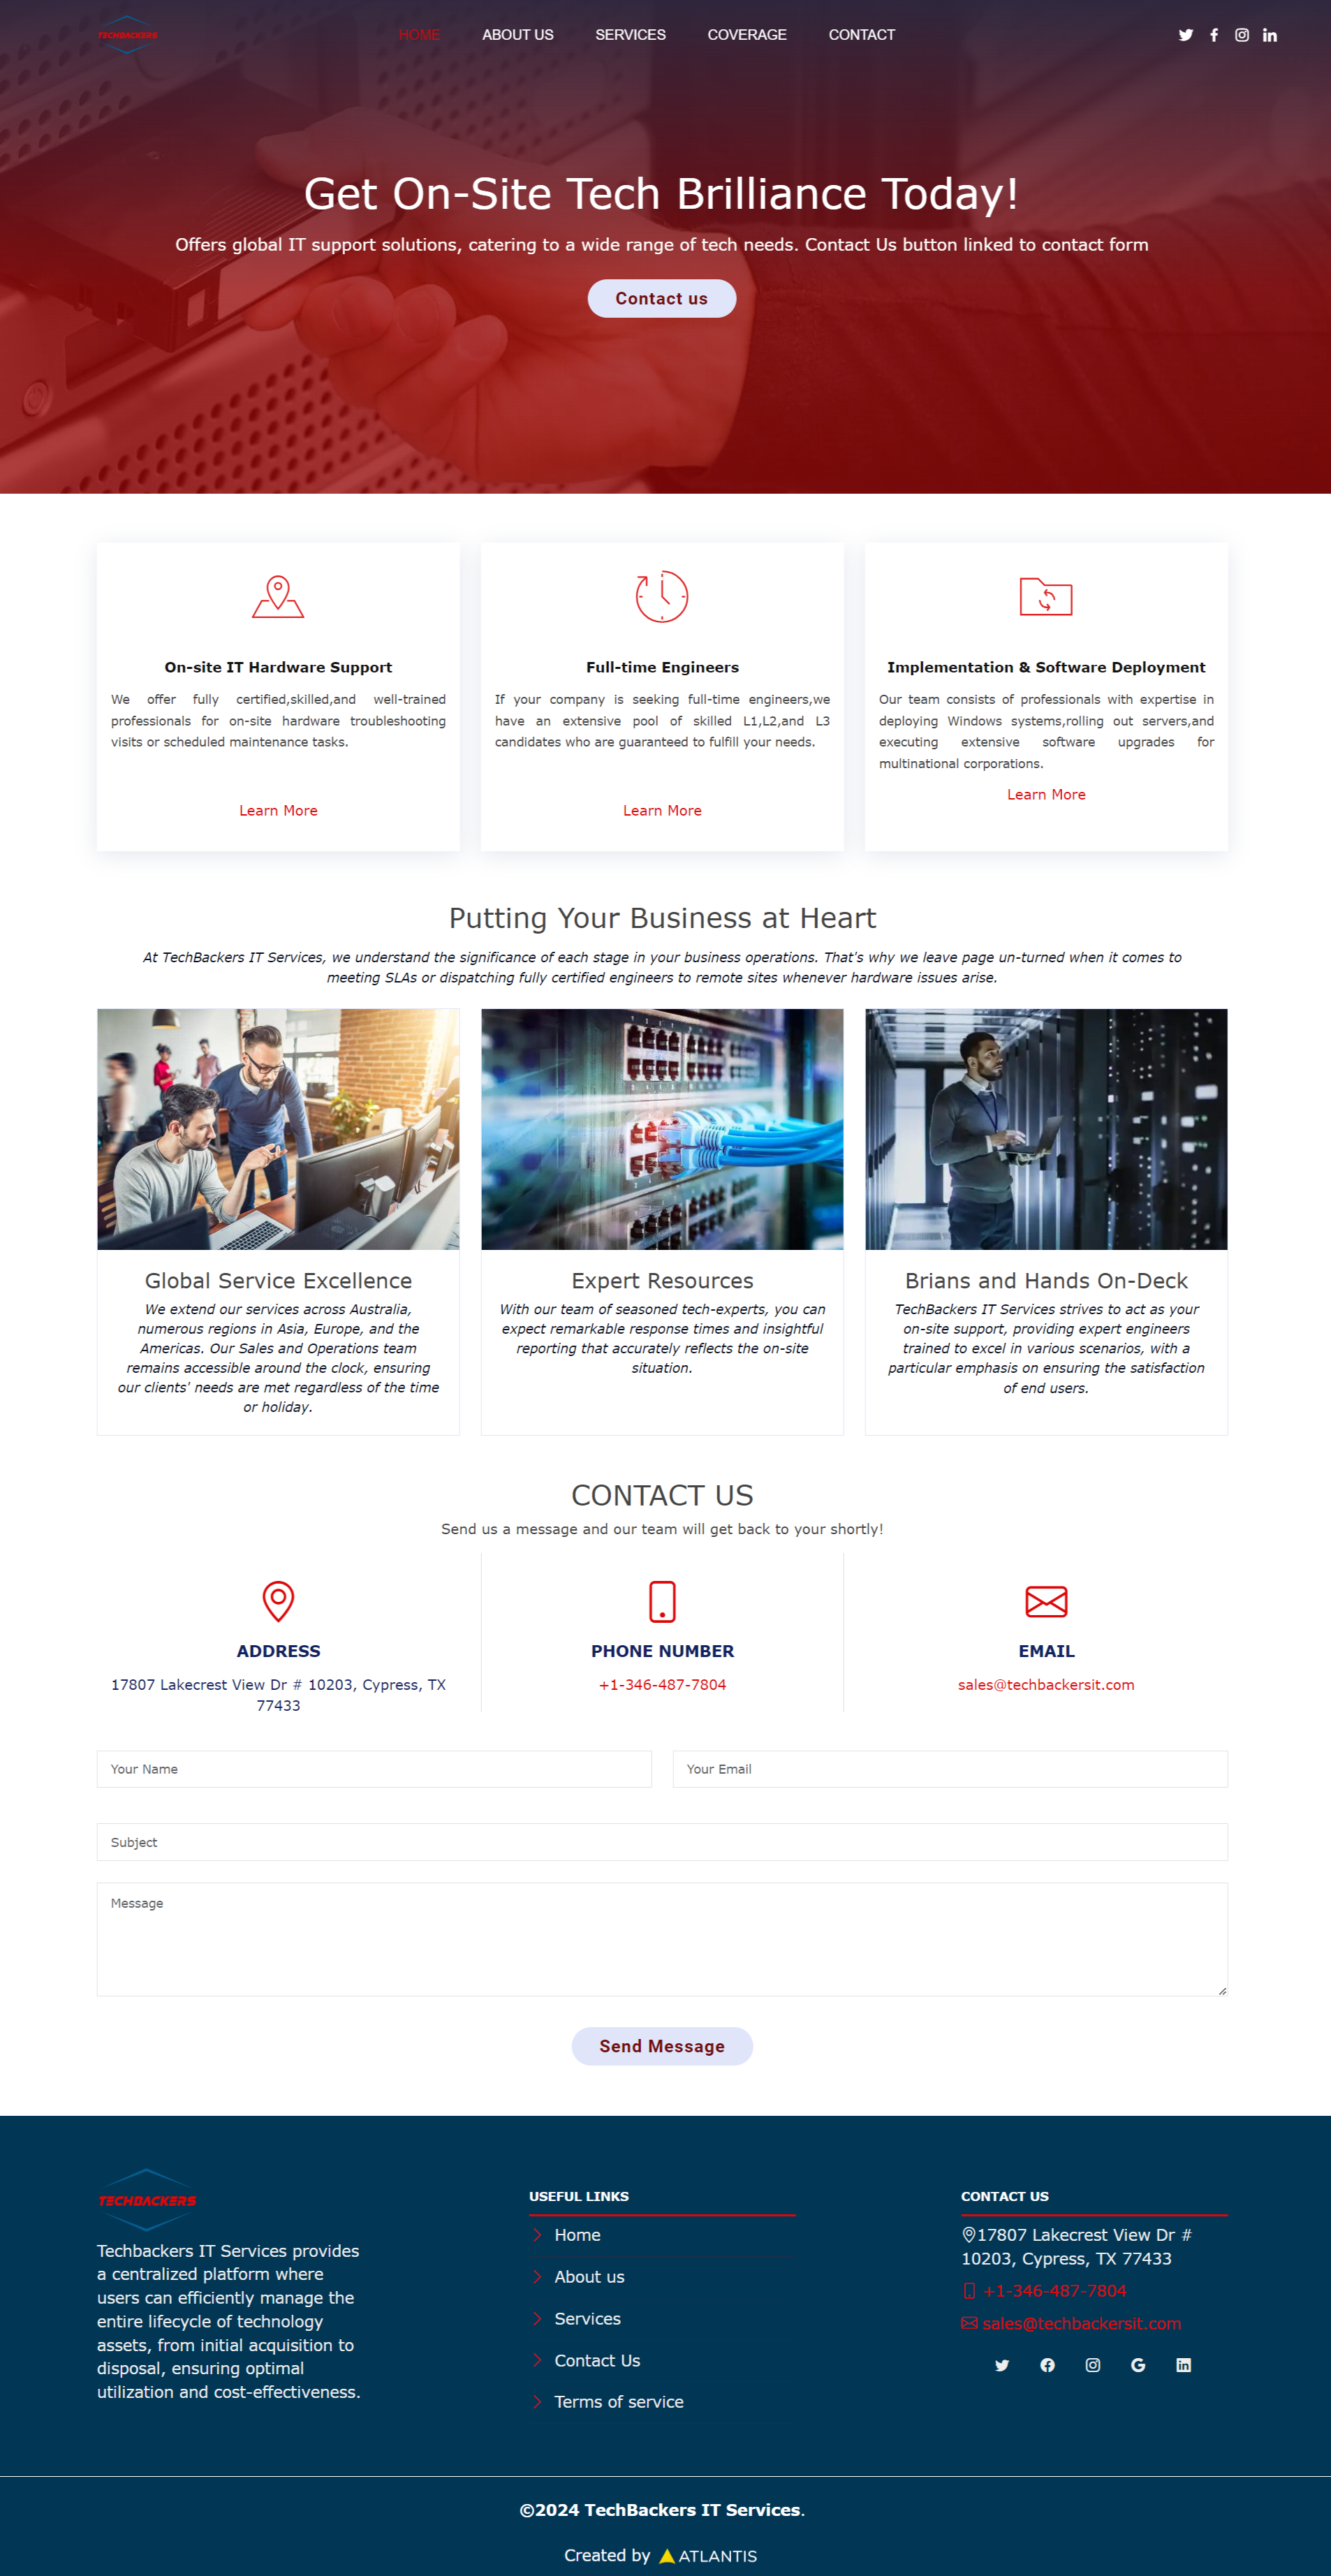 TECHBACKERS
HOME
ABOUT US
SERVICES
COVERAGE
CONTACT
Get On-Site Tech Brilliance Today!
Offers global IT support solutions, catering to a wide range of tech needs. Contact Us button linked to contact form
Contact us
On-site IT Hardware Support
We offer fully certified,skilled,and well-trained
professionals for on-site hardware troubleshooting
visits or scheduled maintenance tasks.
Learn More
Full-time Engineers
If your company is seeking full-time engineers,we
have an extensive pool of skilled L1,L2,and L3
candidates who are guaranteed to fulfill your needs.
Learn More
Implementation & Software Deployment
Our team consists of professionals with expertise in
deploying Windows systems,rolling out servers,and
executing extensive software upgrades for
multinational corporations.
Learn More
Putting Your Business at Heart
At TechBackers IT Services, we understand the significance of each stage in your business operations. That's why we leave page un-turned when it comes to
meeting SLAs or dispatching fully certified engineers to remote sites whenever hardware issues arise.
Global Service Excellence
We extend our services across Australia,
numerous regions in Asia, Europe, and the
Americas. Our Sales and Operations team
remains accessible around the clock, ensuring
our clients' needs are met regardless of the time
or holiday.
Expert Resources
With our team of seasoned tech-experts, you can
expect remarkable response times and insightful
reporting that accurately reflects the on-site
situation.
Brians and Hands On-Deck
TechBackers IT Services strives to act as your
on-site support, providing expert engineers
trained to excel in various scenarios, with a
particular emphasis on ensuring the satisfaction
of end users.
CONTACT US
Send us a message and our team will get back to your shortly!
ADDRESS
17807 Lakecrest View Dr # 10203, Cypress, TX
77433
PHONE NUMBER
+1-346-487-7804
EMAIL
sales@techbackersit.com
Your Name
Your Email
Subject
Message
Send Message
TECHBACKERS
Techbackers IT Services provides
a centralized platform where
users can efficiently manage the
entire lifecycle of technology
assets, from initial acquisition to
disposal, ensuring optimal
utilization and cost-effectiveness.
USEFUL LINKS
Home
About us
Services
Contact Us
Terms of service
CONTACT US
17807 Lakecrest View Dr #
10203, Cypress, TX 77433
+1-346-487-7804
sales@techbackersit.com
©2024 TechBackers IT Services.
Created by ATLANTIS